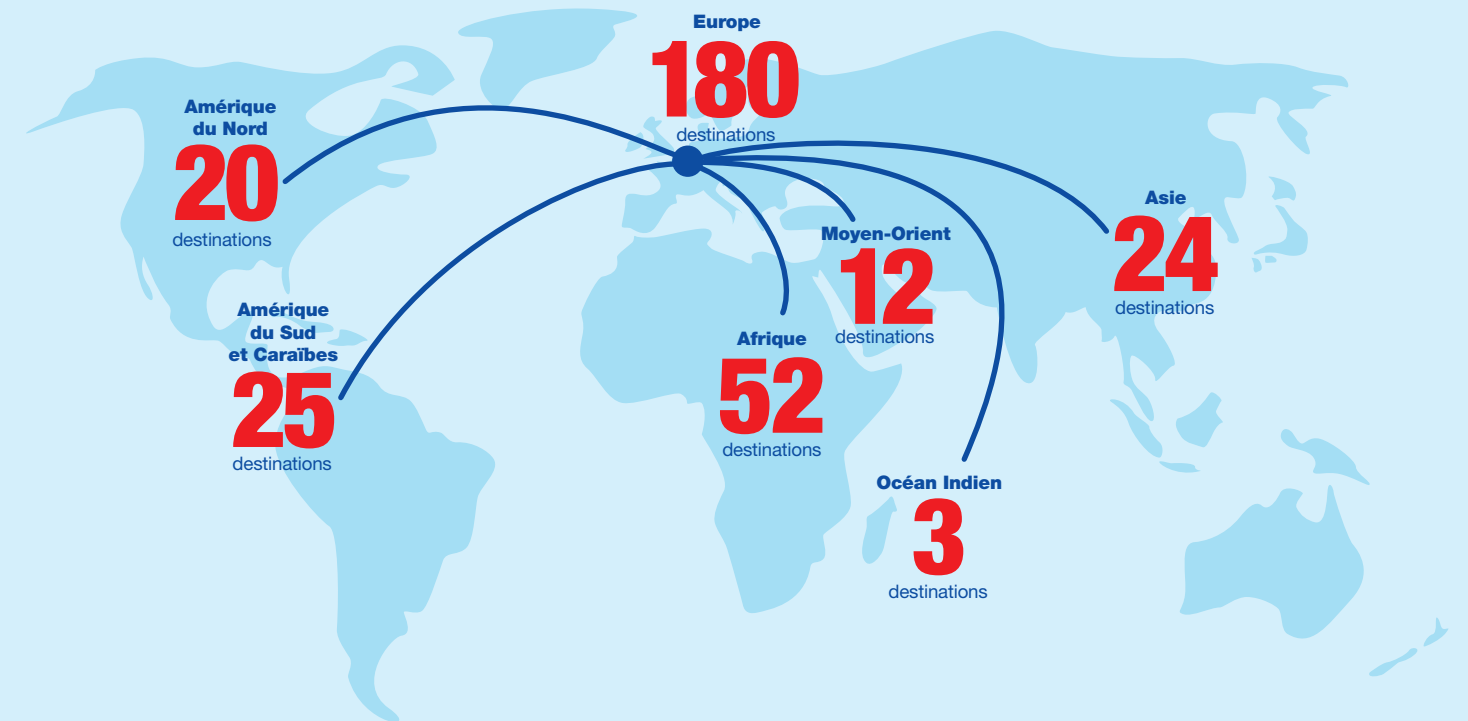 Europe
180
destinations
Amérique
du Nord
20
destinations
Asie
24
destinations
Moyen-Orient
12
destinations
Amérique
du Sud
et Caraïbes
25
destinations
Afrique
52
destinations
Océan Indien
3
destinations